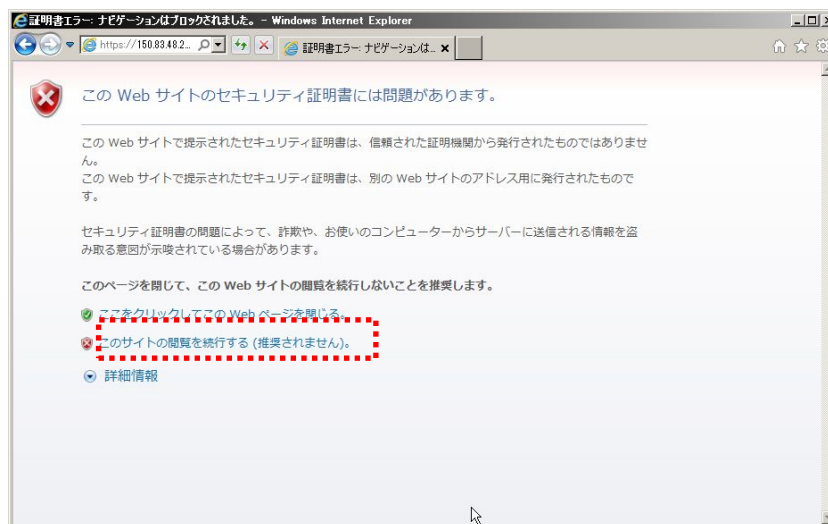 証明書エラー: ナビゲーションはブロックされました。 - Windows Internet Explorer
https://150.83.48.2...
証明書エラー: ナビゲーションは...
この Web サイトのセキュリティ証明書には問題があります。
この Web サイトで提示されたセキュリティ証明書は、信頼された証明機関から発行されたものではありませ
ん。
この Web サイトで提示されたセキュリティ証明書は、別の Web サイトのアドレス用に発行されたもので
す。
セキュリティ証明書の問題によって、詐欺や、お使いのコンピューターからサーバーに送信される情報を盗
み取る意図が示唆されている場合があります。
このページを閉じて、この Web サイトの閲覧を続行しないことを推奨します。
ここをクリックしてこの Web ページを閉じる。
このサイトの閲覧を続行する (推奨されません)。
詳細情報